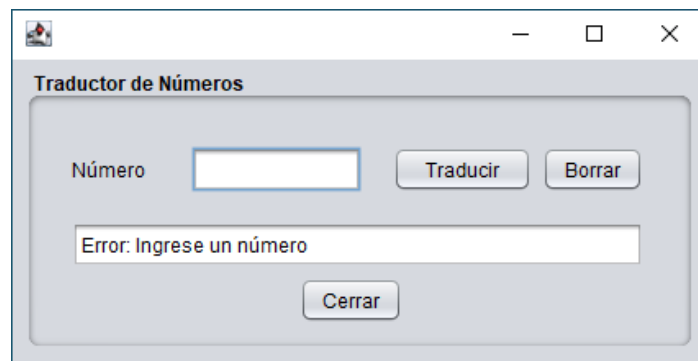 Traductor de Números
Número Traducir Borrar
Error: Ingrese un número
Cerrar